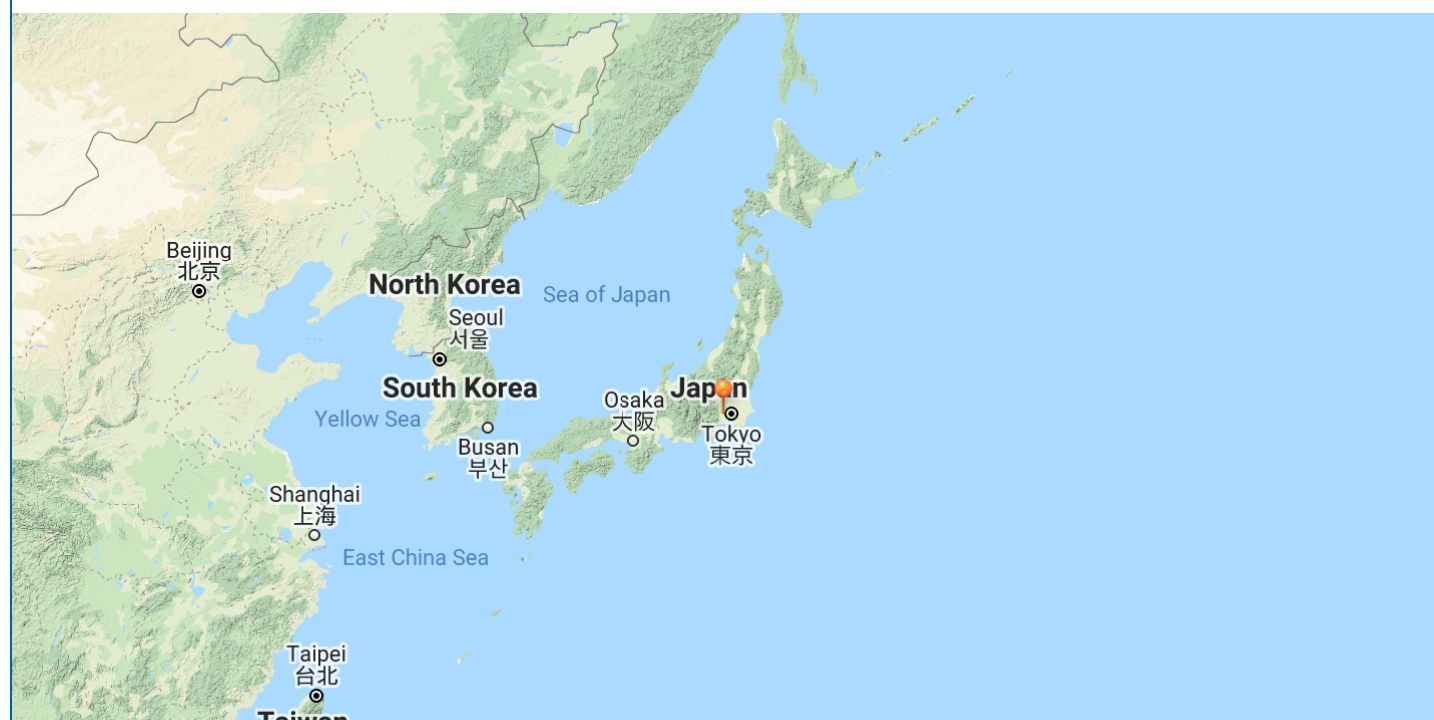 Beijing
北京
North Korea
Sea of Japan
Seoul
서울
South Korea
Japan
Osaka
大阪
Yellow Sea
Tokyo
東京
Busan
부산
Shanghai
上海
East China Sea
Taipei
台北
Taiwan